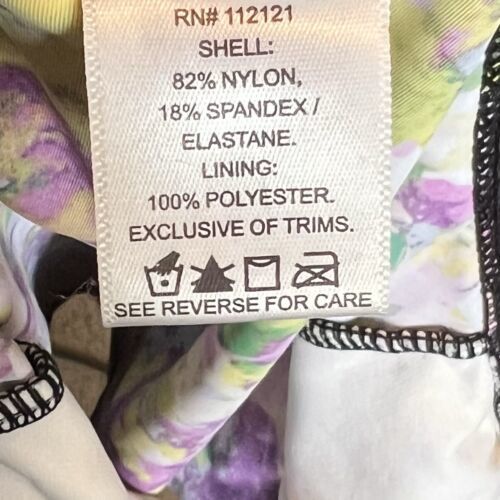 RN# 112121
SHELL:
82% NYLON,
18% SPANDEX /
ELASTANE.
LINING:
100% POLYESTER.
EXCLUSIVE OF TRIMS.
SEE REVERSE FOR CARE